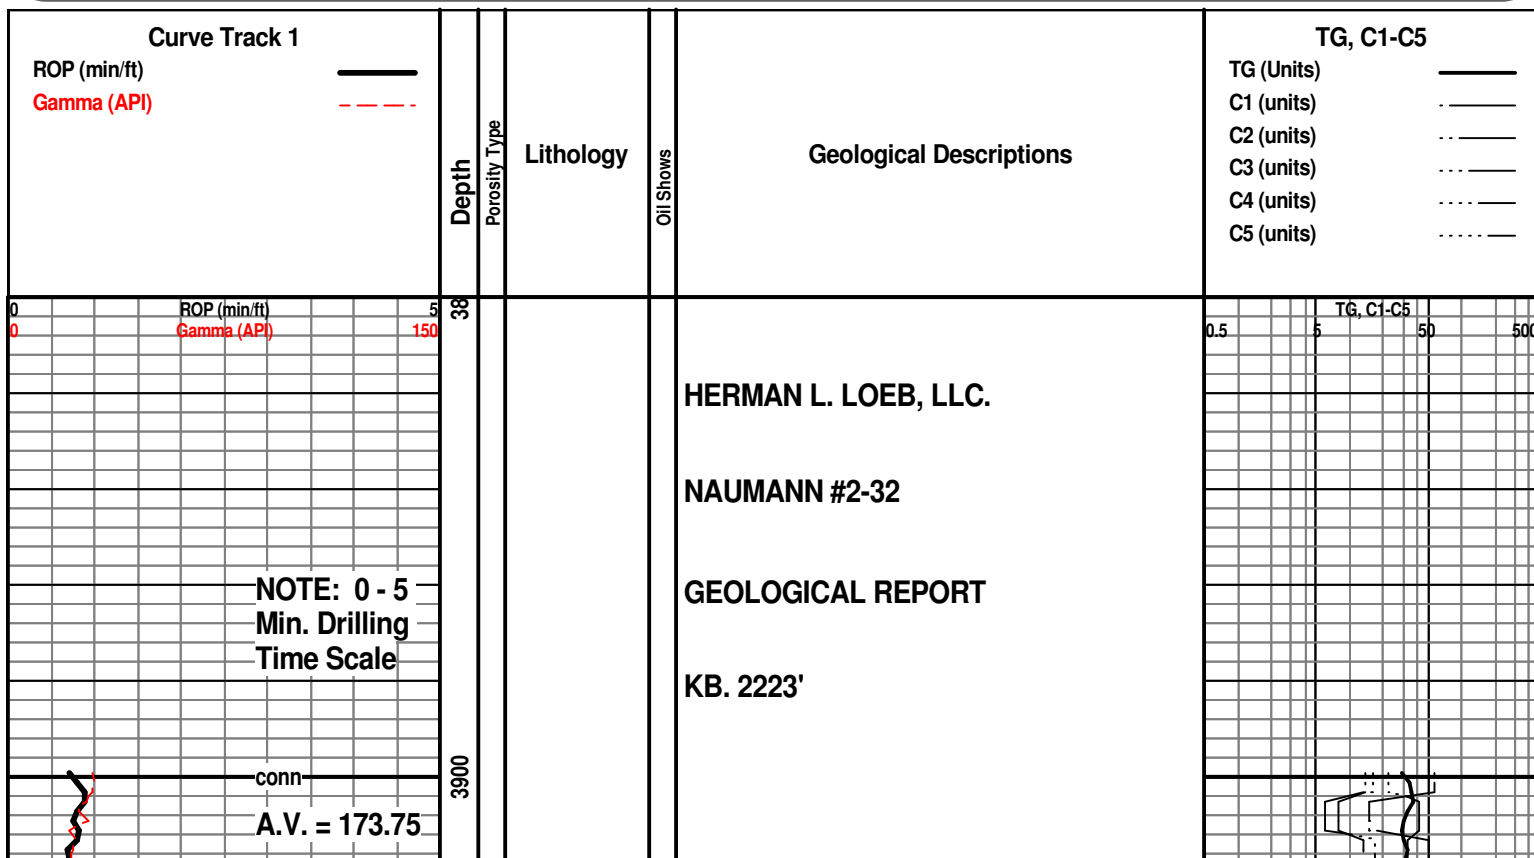 Curve Track 1
ROP (min/ft)
Gamma (API)
Depth
Porosity Type
Lithology
Oil Shows
Geological Descriptions
TG, C1-C5
TG (Units)
C1 (units)
C2 (units)
C3 (units)
C4 (units)
C5 (units)
0 ROP (min/ft) 5
0 Gamma (API) 150
38
TG, C1-C5
0.5 5 50 500
HERMAN L. LOEB, LLC.
NAUMANN #2-32
NOTE: 0 - 5
Min. Drilling
Time Scale
GEOLOGICAL REPORT
KB. 2223'
conn
3900
A.V. = 173.75